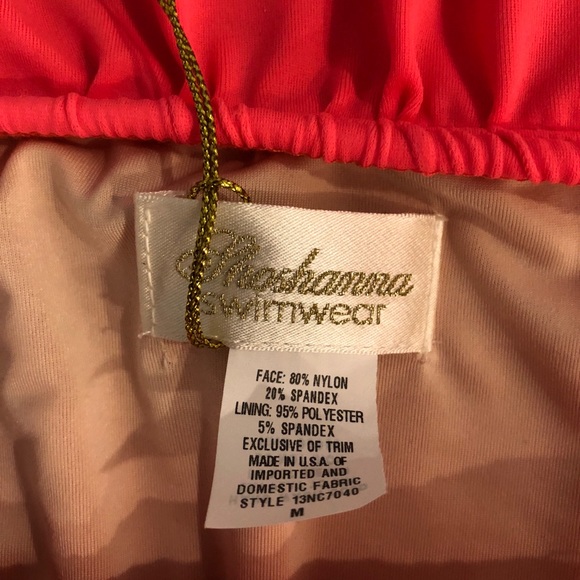 Shoshanna
swimwear
FACE: 80% NYLON
20% SPANDEX
LINING: 95% POLYESTER
5% SPANDEX
EXCLUSIVE OF TRIM
MADE IN U.S.A. OF
IMPORTED AND
DOMESTIC FABRIC
STYLE 13NC7040
M